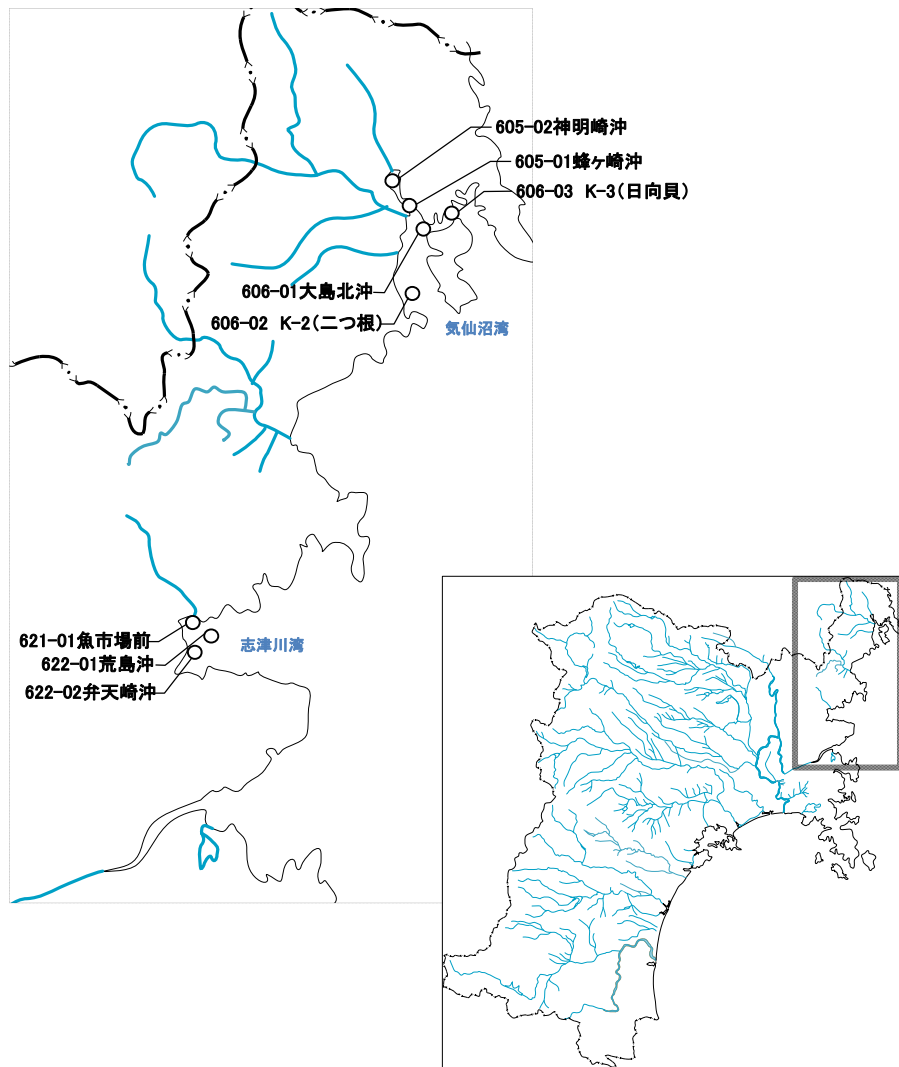 605-02神明崎沖
605-01蜂ヶ崎沖
606-03 K-3(日向貝)
606-01大島北沖
606-02 K-2(二つ根)
気仙沼湾
621-01魚市場前
志津川湾
622-01荒島沖
622-02弁天崎沖